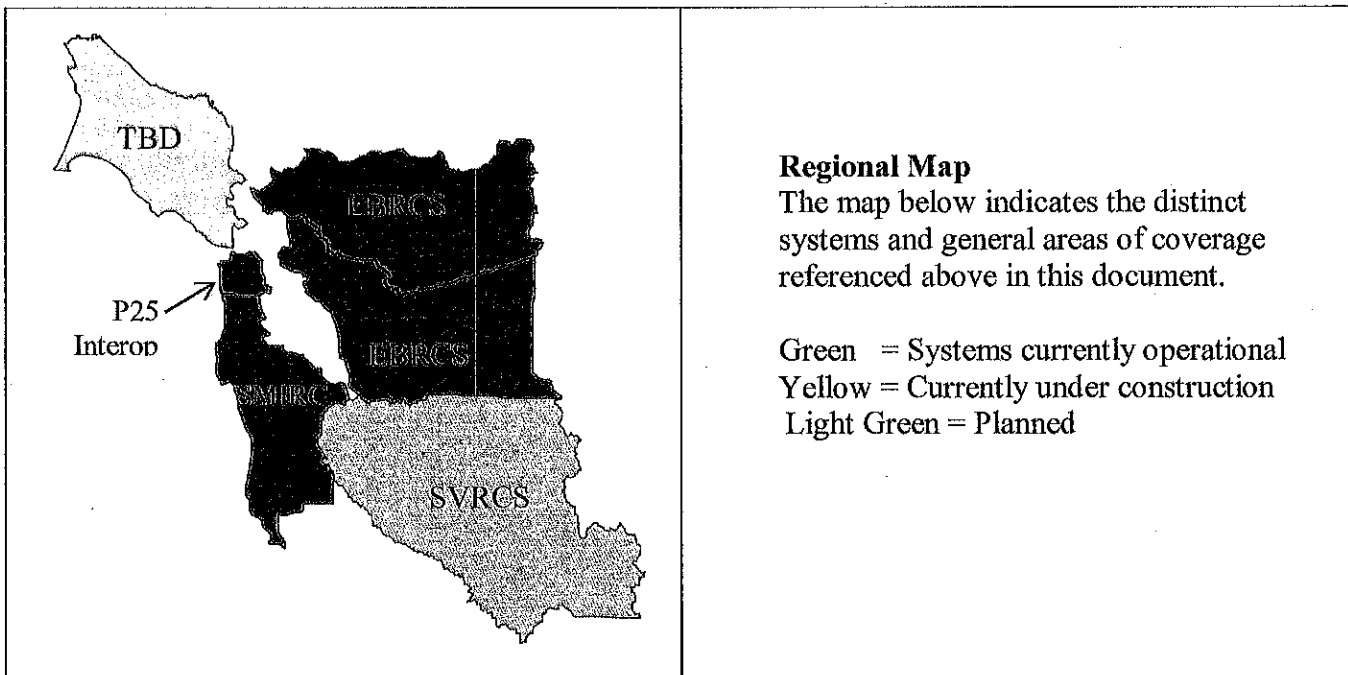 TBD
EBRCS
P25
Interop
EBRCS
SMIRC
SVRCS
Regional Map
The map below indicates the distinct
systems and general areas of coverage
referenced above in this document.
Green = Systems currently operational
Yellow = Currently under construction
Light Green = Planned